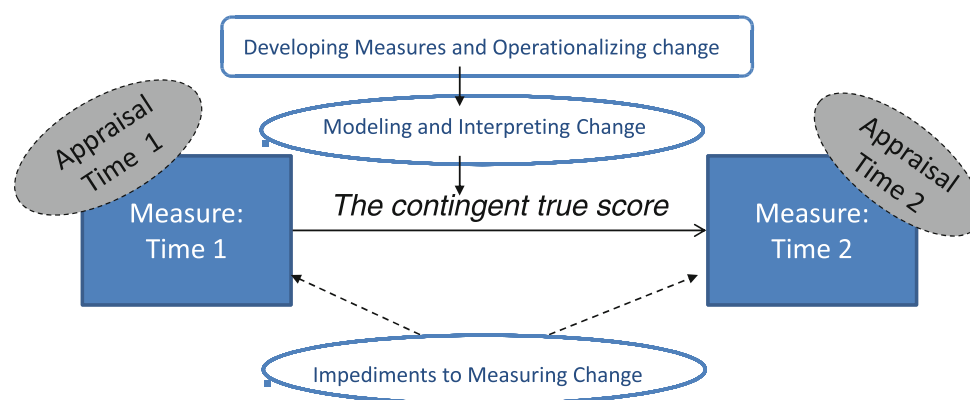 Developing Measures and Operationalizing change
Modeling and Interpreting Change
Appraisal
Time 1
Appraisal
Time 2
The contingent true score
Measure:
Time 1
Measure:
Time 2
Impediments to Measuring Change